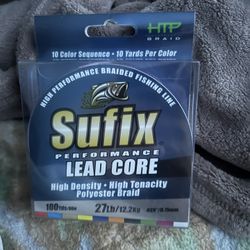 HTP
BRAID
10 Color Sequence • 10 Yards Per Color
HIGH PERFORMANCE BRAIDED FISHING LINE
Sufix
PERFORMANCE
LEAD CORE
High Density • High Tenacity
Polyester Braid
100Yds/90m
27Lb/12.2kg